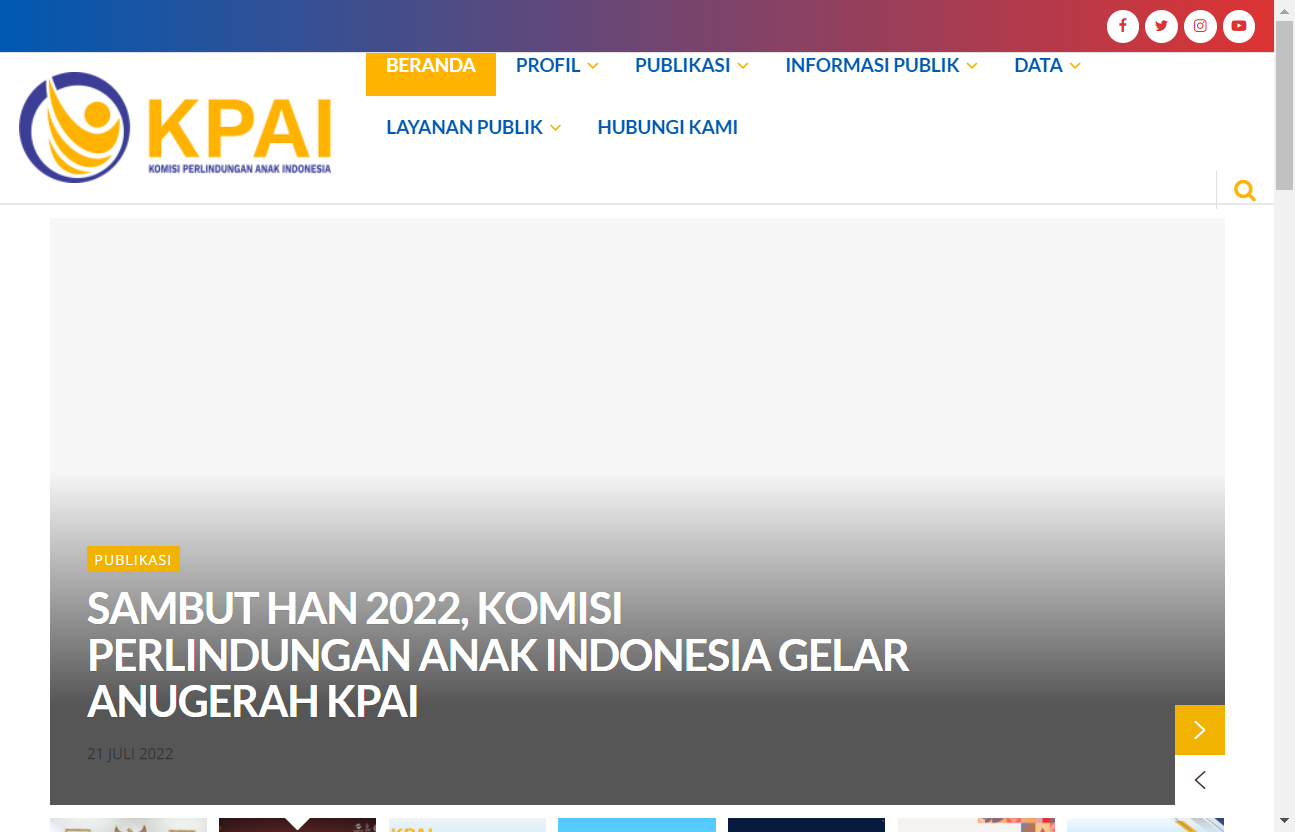 BERANDA PROFIL PUBLIKASI INFORMASI PUBLIK DATA
KPAI
KOMISI PERLINDUNGAN ANAK INDONESIA
LAYANAN PUBLIK HUBUNGI KAMI
PUBLIKASI
SAMBUT HAN 2022, KOMISI
PERLINDUNGAN ANAK INDONESIA GELAR
ANUGERAH KPAI
21 JULI 2022
KPAI